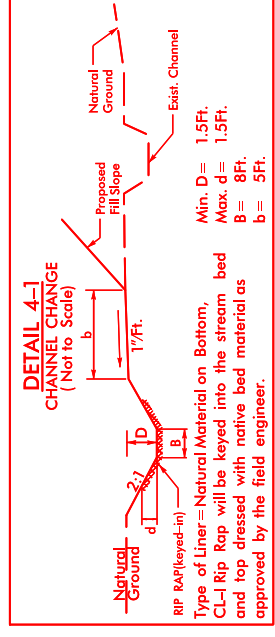 DETAIL 4-1
CHANNEL CHANGE
( Not to Scale)
Natural
Ground
Proposed
Fill Slope
Natural
Ground
Exist. Channel
b
1"/Ft.
D
2:1
d
B
RIP RAP(keyed-in)
Type of Liner = Natural Material on Bottom,
CL-I Rip Rap will be keyed into the stream bed
and top dressed with native bed material as
approved by the field engineer.
Min. D = 1.5Ft.
Max. d = 1.5Ft.
B = 8Ft.
b = 5Ft.